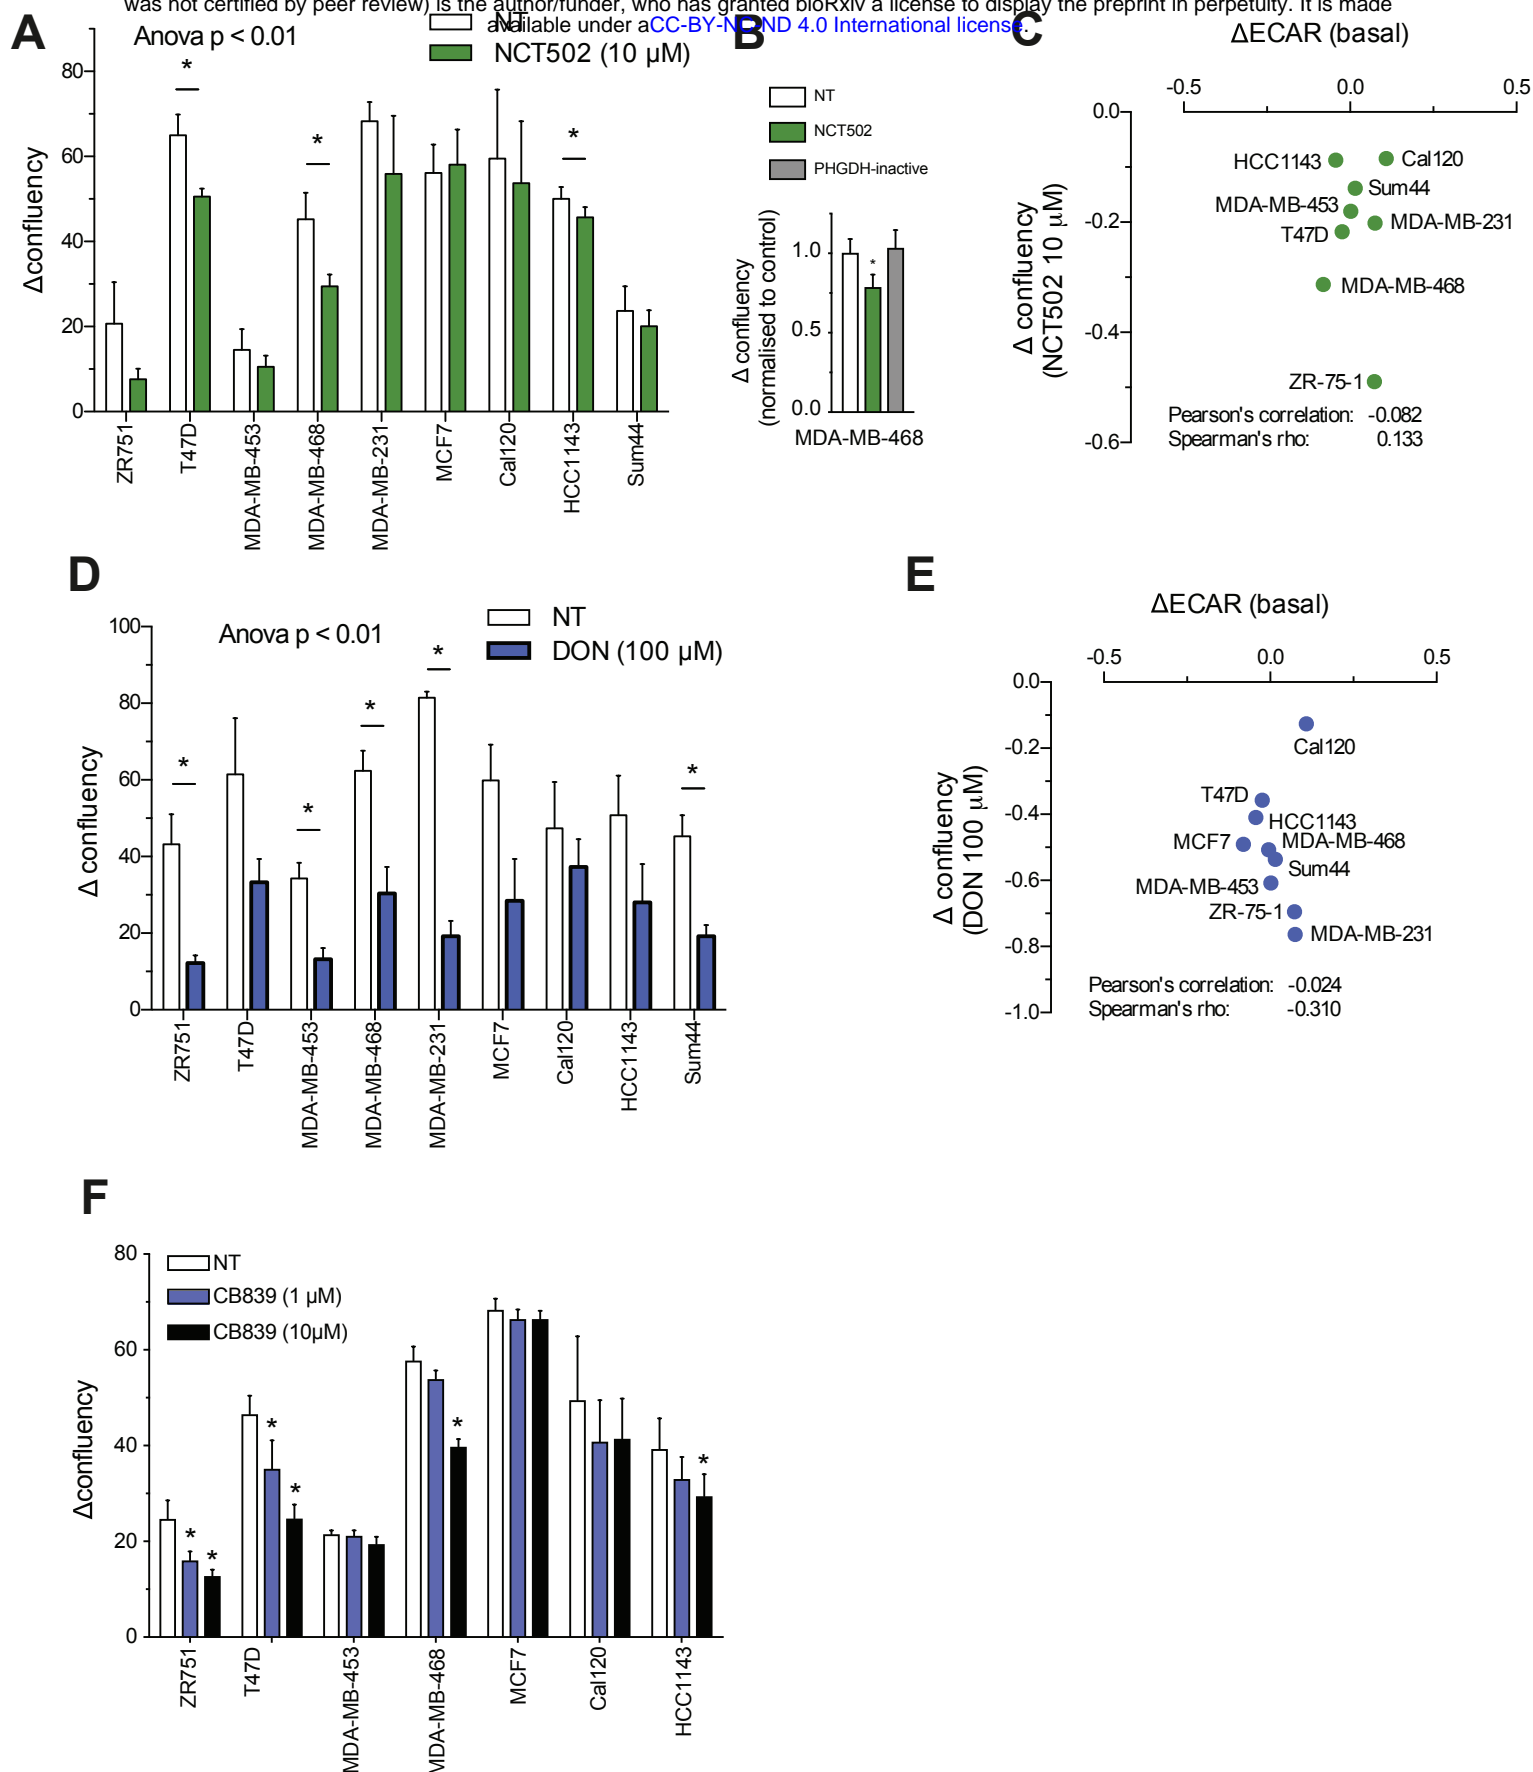 was not certified by peer review) is the author/funder, who has granted bioRxiv a license to display the preprint in perpetuity. It is made
available under aCC-BY-NC-ND 4.0 International license.
A
Anova p < 0.01
NT
NCT502 (10 µM)
Δconfluency
80
60
40
20
0
ZR751
T47D
MDA-MB-453
MDA-MB-468
MDA-MB-231
MCF7
Cal120
HCC1143
Sum44
*
*
*
B
NT
NCT502
PHGDH-inactive
Δ confluency
(normalised to control)
1.0
0.5
0.0
*
MDA-MB-468
C
ΔECAR (basal)
-0.5
0.0
0.5
0.0
-0.2
-0.4
-0.6
Δ confluency
(NCT502 10 µM)
HCC1143
Cal120
Sum44
MDA-MB-453
MDA-MB-231
T47D
MDA-MB-468
ZR-75-1
Pearson's correlation: -0.082
Spearman's rho: 0.133
D
Anova p < 0.01
NT
DON (100 µM)
Δ confluency
100
80
60
40
20
0
*
*
*
*
*
ZR751
T47D
MDA-MB-453
MDA-MB-468
MDA-MB-231
MCF7
Cal120
HCC1143
Sum44
E
ΔECAR (basal)
-0.5
0.0
0.5
0.0
-0.2
-0.4
-0.6
-0.8
-1.0
Δ confluency
(DON 100 µM)
Cal120
T47D
HCC1143
MCF7
MDA-MB-468
Sum44
MDA-MB-453
ZR-75-1
MDA-MB-231
Pearson's correlation: -0.024
Spearman's rho: -0.310
F
NT
CB839 (1 µM)
CB839 (10µM)
Δconfluency
80
60
40
20
0
*
*
*
*
*
*
ZR751
T47D
MDA-MB-453
MDA-MB-468
MCF7
Cal120
HCC1143